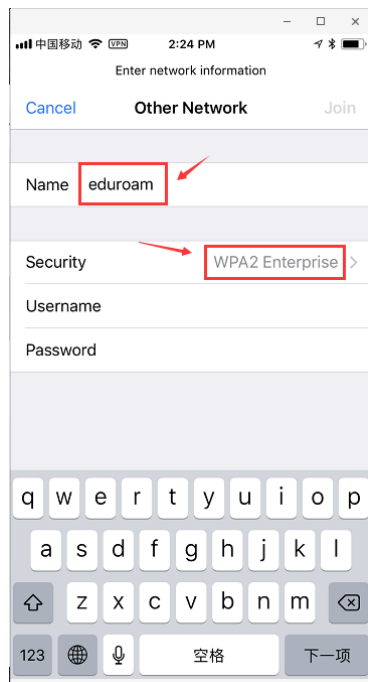 中国移动 VPN 2:24 PM
Enter network information
Cancel Other Network Join
Name eduroam
Security WPA2 Enterprise
Username
Password
q w e r t y u i o p
a s d f g h j k l
z x c v b n m
123 空格 下一项